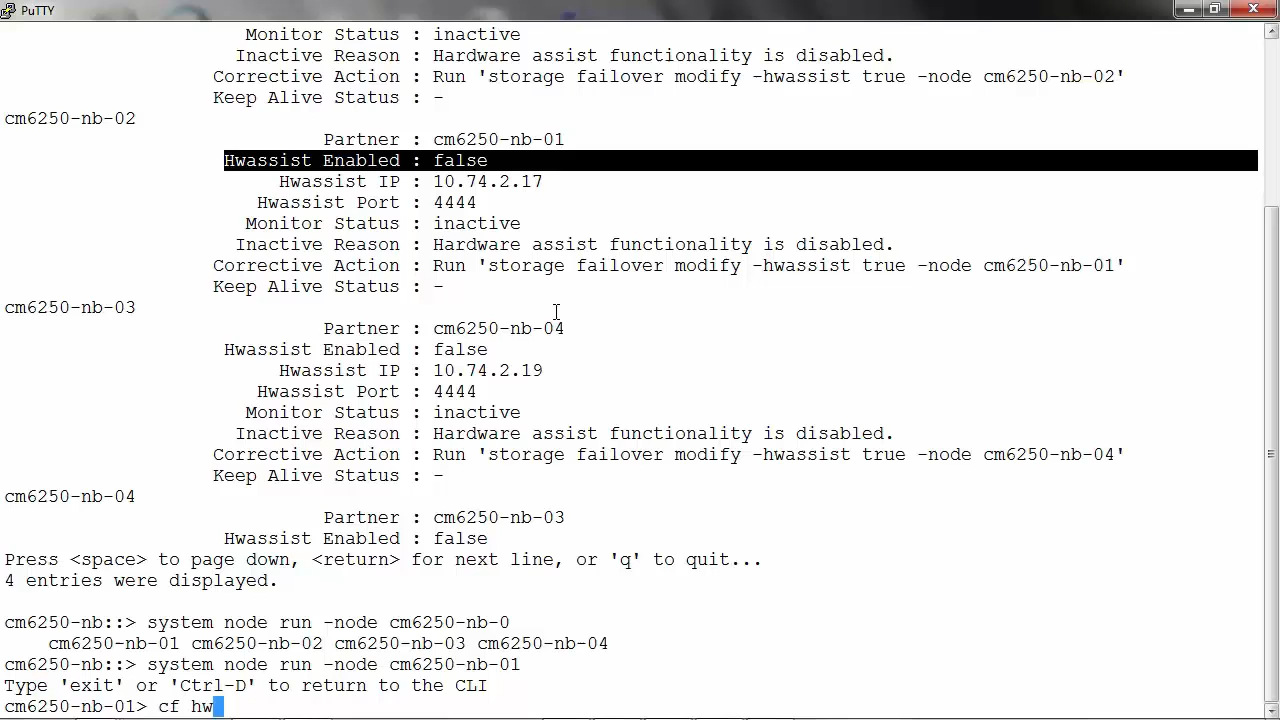 PuTTY
Monitor Status : inactive
Inactive Reason : Hardware assist functionality is disabled.
Corrective Action : Run 'storage failover modify -hwassist true -node cm6250-nb-02'
Keep Alive Status : -
cm6250-nb-02
Partner : cm6250-nb-01
Hwassist Enabled : false
Hwassist IP : 10.74.2.17
Hwassist Port : 4444
Monitor Status : inactive
Inactive Reason : Hardware assist functionality is disabled.
Corrective Action : Run 'storage failover modify -hwassist true -node cm6250-nb-01'
Keep Alive Status : -
cm6250-nb-03
Partner : cm6250-nb-04
Hwassist Enabled : false
Hwassist IP : 10.74.2.19
Hwassist Port : 4444
Monitor Status : inactive
Inactive Reason : Hardware assist functionality is disabled.
Corrective Action : Run 'storage failover modify -hwassist true -node cm6250-nb-04'
Keep Alive Status : -
cm6250-nb-04
Partner : cm6250-nb-03
Hwassist Enabled : false
Press <space> to page down, <return> for next line, or 'q' to quit...
4 entries were displayed.
cm6250-nb::> system node run -node cm6250-nb-0
cm6250-nb-01 cm6250-nb-02 cm6250-nb-03 cm6250-nb-04
cm6250-nb::> system node run -node cm6250-nb-01
Type 'exit' or 'Ctrl-D' to return to the CLI
cm6250-nb-01> cf hw